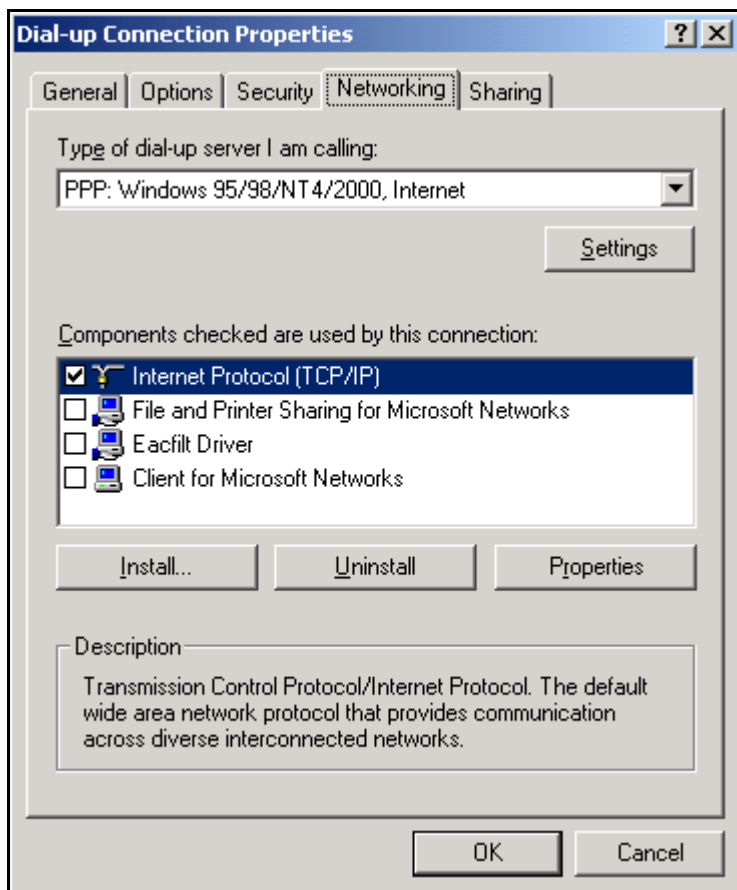 Dial-up Connection Properties
General Options Security Networking Sharing
Type of dial-up server I am calling:
PPP: Windows 95/98/NT4/2000, Internet
Settings
Components checked are used by this connection:
Internet Protocol (TCP/IP)
File and Printer Sharing for Microsoft Networks
Eacfilt Driver
Client for Microsoft Networks
Install... Uninstall Properties
Description
Transmission Control Protocol/Internet Protocol. The default
wide area network protocol that provides communication
across diverse interconnected networks.
OK Cancel